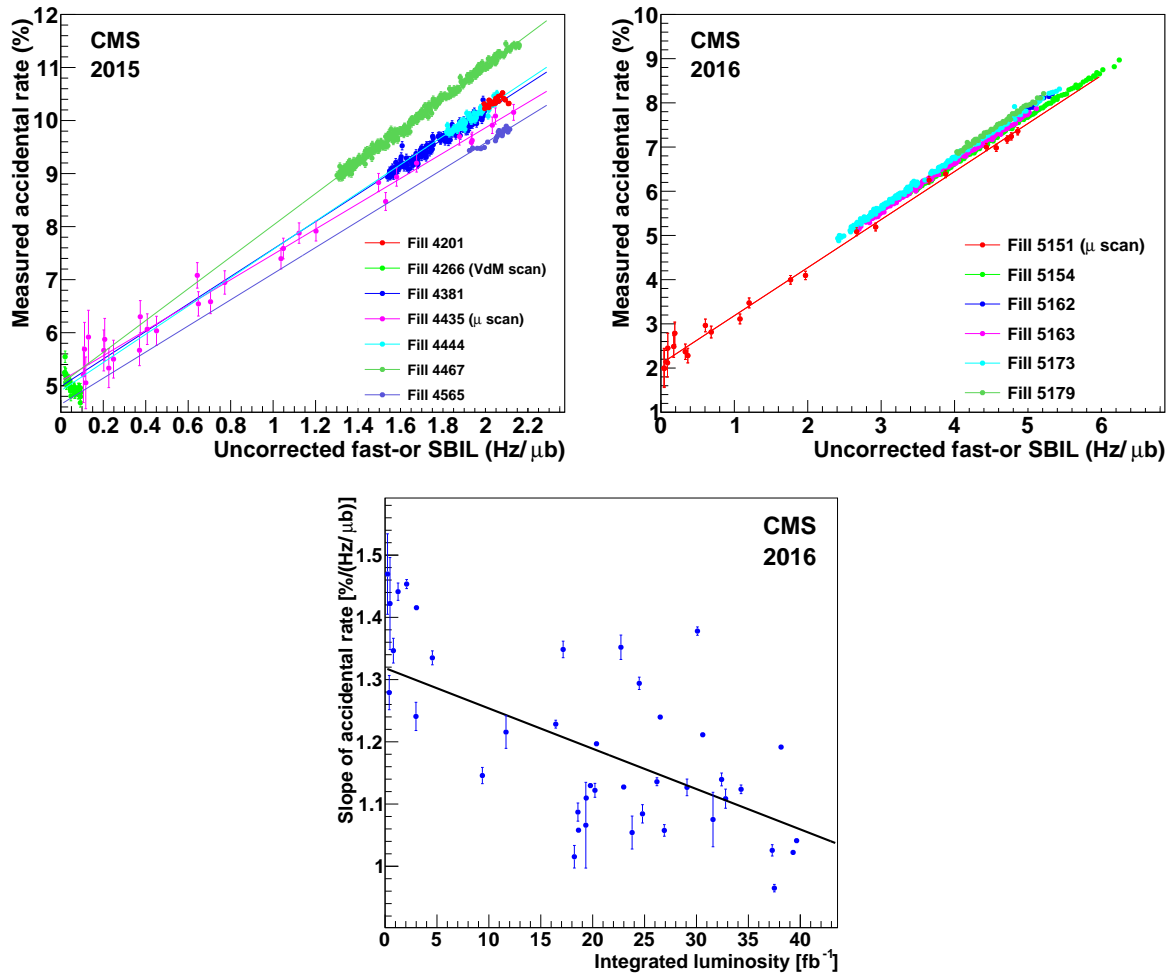 CMS
2015
Measured accidental rate (%)
12
11
10
9
8
7
6
5
Fill 4201
Fill 4266 (VdM scan)
Fill 4381
Fill 4435 (μ scan)
Fill 4444
Fill 4467
Fill 4565
0 0.2 0.4 0.6 0.8 1 1.2 1.4 1.6 1.8 2 2.2
Uncorrected fast-or SBIL (Hz/μb)
CMS
2016
Measured accidental rate (%)
10
9
8
7
6
5
4
3
2
1
Fill 5151 (μ scan)
Fill 5154
Fill 5162
Fill 5163
Fill 5173
Fill 5179
0 1 2 3 4 5 6
Uncorrected fast-or SBIL (Hz/μb)
CMS
2016
Slope of accidental rate [%/(Hz/μb)]
1.5
1.4
1.3
1.2
1.1
1
0 5 10 15 20 25 30 35 40
Integrated luminosity [fb⁻¹]